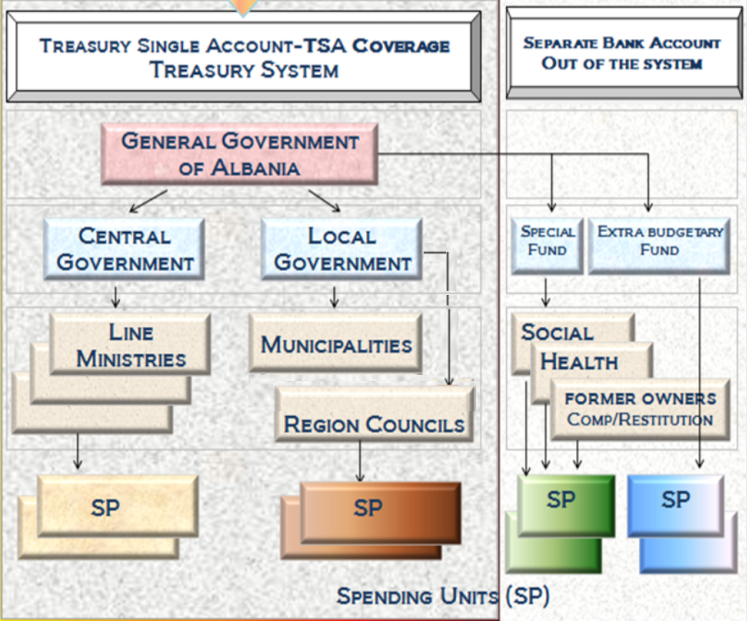 Treasury Single Account-TSA Coverage
Treasury System
Separate Bank Account
Out of the system
General Government
of Albania
Central
Government
Local
Government
Special
Fund
Extra budgetary
Fund
Line
Ministries
Municipalities
Region Councils
Social
Health
former owners
Comp/Restitution
SP
SP
SP
SP
Spending Units (SP)